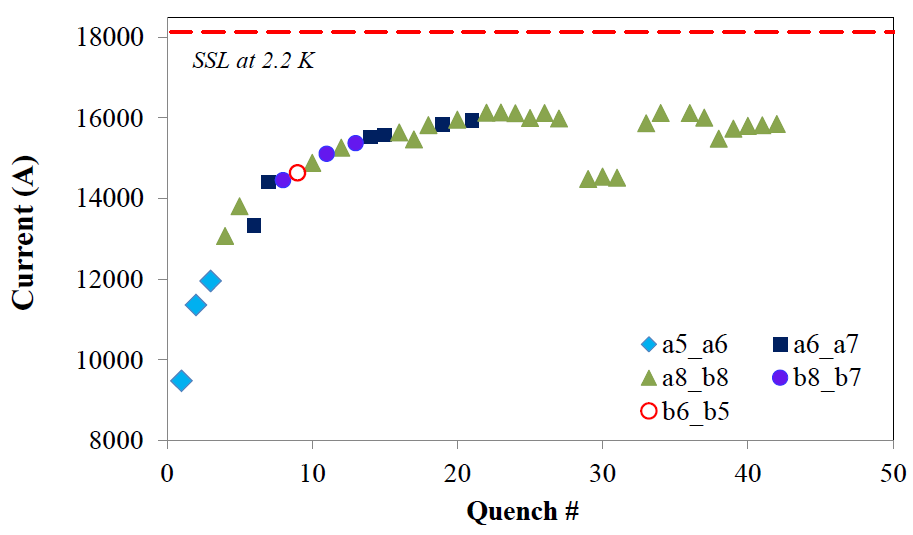 18000
SSL at 2.2 K
16000
14000
12000
10000
8000
Current (A)
a5_a6 a6_a7
a8_b8 b8_b7
b6_b5
0 10 20 30 40 50
Quench #